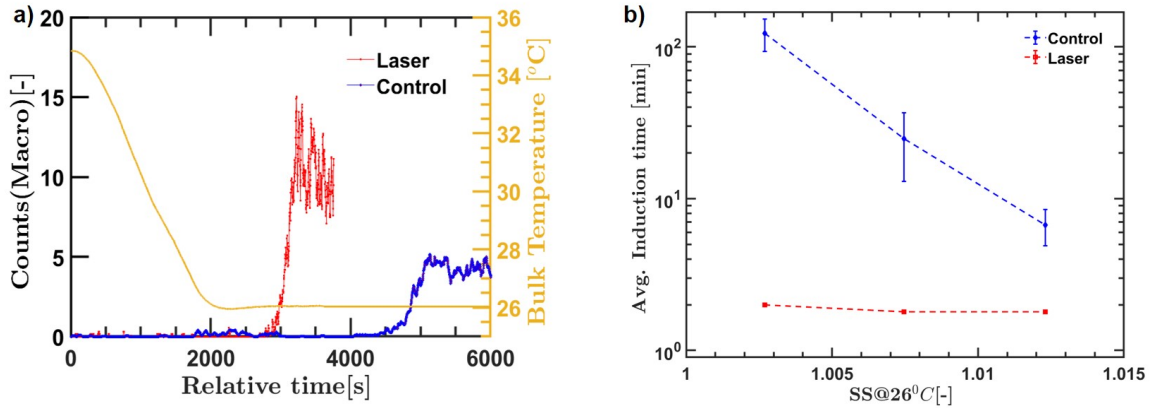 a)
Counts(Macro)[-]
20
15
10
5
0
Laser
Control
36
34
32
30
28
26
Bulk Temperature [°C]
0
2000
4000
6000
Relative time[s]
b)
Avg. Induction time [min]
10²
10¹
10⁰
Control
Laser
1
1.005
1.01
1.015
SS@26⁰C[-]